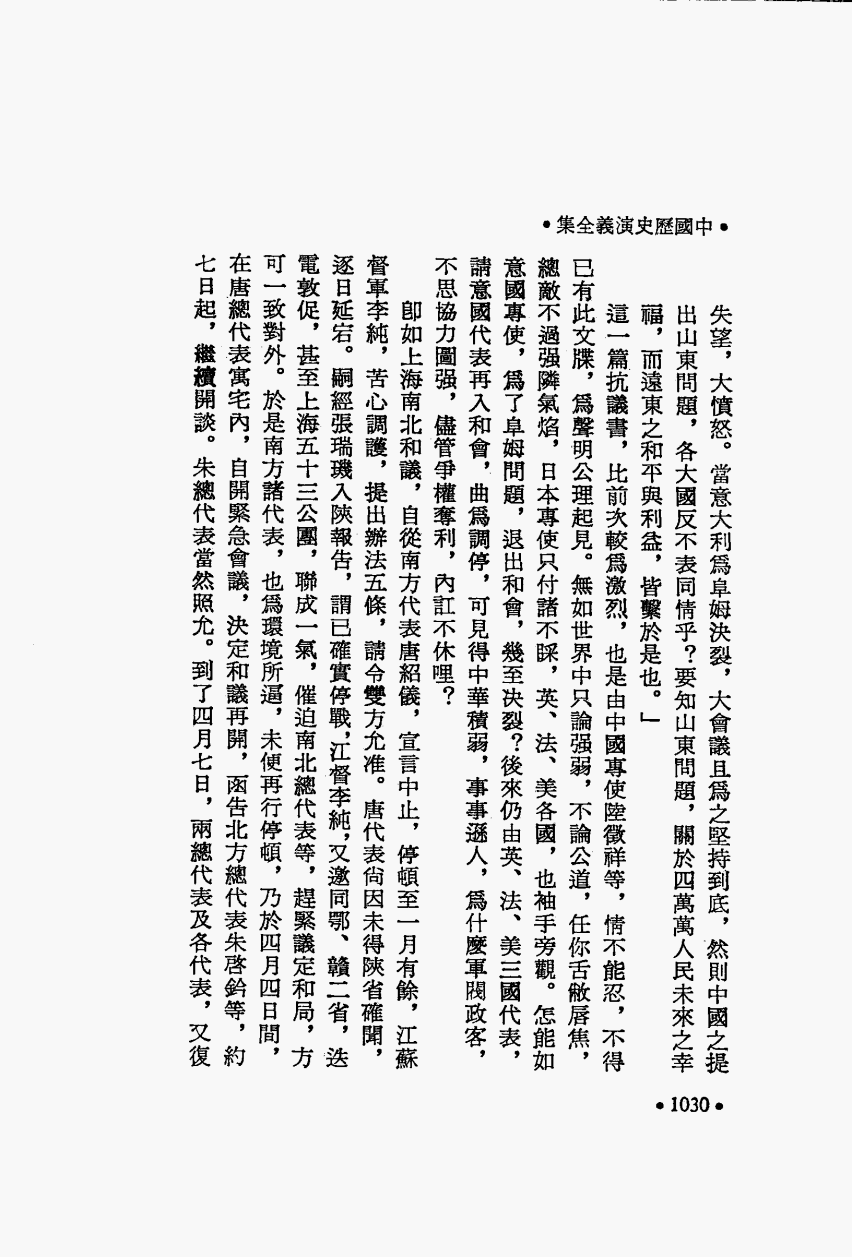 •中國歷史演義全集•
失望，大憤怒。當意大利爲阜姆決裂，大會議且爲之堅持到底，然則中國之提
出山東問題，各大國反不表同情乎？要知山東問題，關於四萬萬人民未來之幸
福，而遠東之和平與利益，皆繫於是也。」
這一篇抗議書，比前次較爲激烈，也是由中國專使陸徵祥等，情不能忍，不得
已有此文牒，爲聲明公理起見。無如世界中只論强弱，不論公道，任你舌敝唇焦，
總敵不過强隣氣焰，日本專使只付諸不睬，英、法、美各國，也袖手旁觀。怎能如
意國專使，爲了阜姆問題，退出和會，幾至决裂？後來仍由英、法、美三國代表，
請意國代表再入和會，曲爲調停，可見得中華積弱，事事遜人，爲什麼軍閥政客，
不思協力圖强，儘管爭權奪利，內訌不休哩？
卽如上海南北和議，自從南方代表唐紹儀，宣言中止，停頓至一月有餘，江蘇
督軍李純，苦心調護，提出辦法五條，請令雙方允准。唐代表尙因未得陝省確聞，
逐日延宕。嗣經張瑞璣入陝報告，謂已確實停戰，江督李純，又邀同鄂、贛二省，迭
電敦促，甚至上海五十三公團，聯成一氣，催迫南北總代表等，趕緊議定和局，方
可一致對外。於是南方諸代表，也爲環境所逼，未便再行停頓，乃於四月四日間，
在唐總代表寓宅內，自開緊急會議，決定和議再開，函告北方總代表朱啓鈐等，約
七日起，繼續開談。朱總代表當然照允。到了四月七日，兩總代表及各代表，又復
•1030•